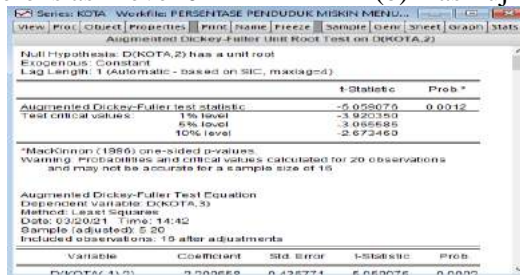 Series: KOTA Workfile: PERSENTASE PENDUDUK MISKIN MENU...
View Proc Object Properties Print Name Freeze Sample Genr Sheet Graph Stats
Augmented Dickey-Fuller Unit Root Test on D(KOTA,2)
Null Hypothesis: D(KOTA,2) has a unit root
Exogenous: Constant
Lag Length: 1 (Automatic - based on SIC, maxlag=4)
t-Statistic Prob.*
Augmented Dickey-Fuller test statistic -5.059076 0.0012
Test critical values: 1% level -3.920350
5% level -3.065585
10% level -2.673460
*MacKinnon (1996) one-sided p-values.
Warning: Probabilities and critical values calculated for 20 observations
and may not be accurate for a sample size of 16
Augmented Dickey-Fuller Test Equation
Dependent Variable: D(KOTA,3)
Method: Least Squares
Date: 03/20/21 Time: 14:42
Sample (adjusted): 5 20
Included observations: 16 after adjustments
Variable Coefficient Std. Error t-Statistic Prob.